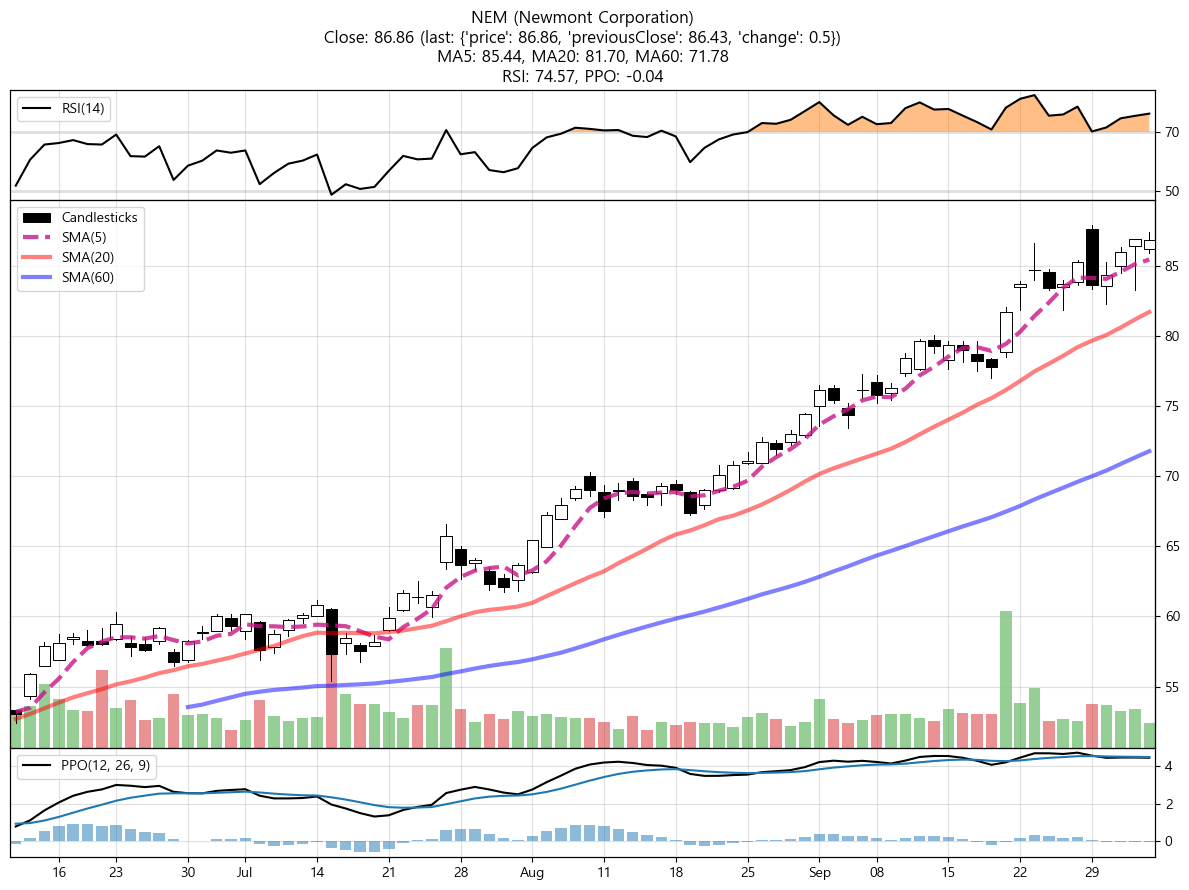 NEM (Newmont Corporation)
Close: 86.86 (last: {'price': 86.86, 'previousClose': 86.43, 'change': 0.5})
MA5: 85.44, MA20: 81.70, MA60: 71.78
RSI: 74.57, PPO: -0.04
RSI(14)
70
50
Candlesticks
SMA(5)
SMA(20)
SMA(60)
85
80
75
70
65
60
55
PPO(12, 26, 9)
4
2
0
16 23 30 Jul 14 21 28 Aug 11 18 25 Sep 08 15 22 29